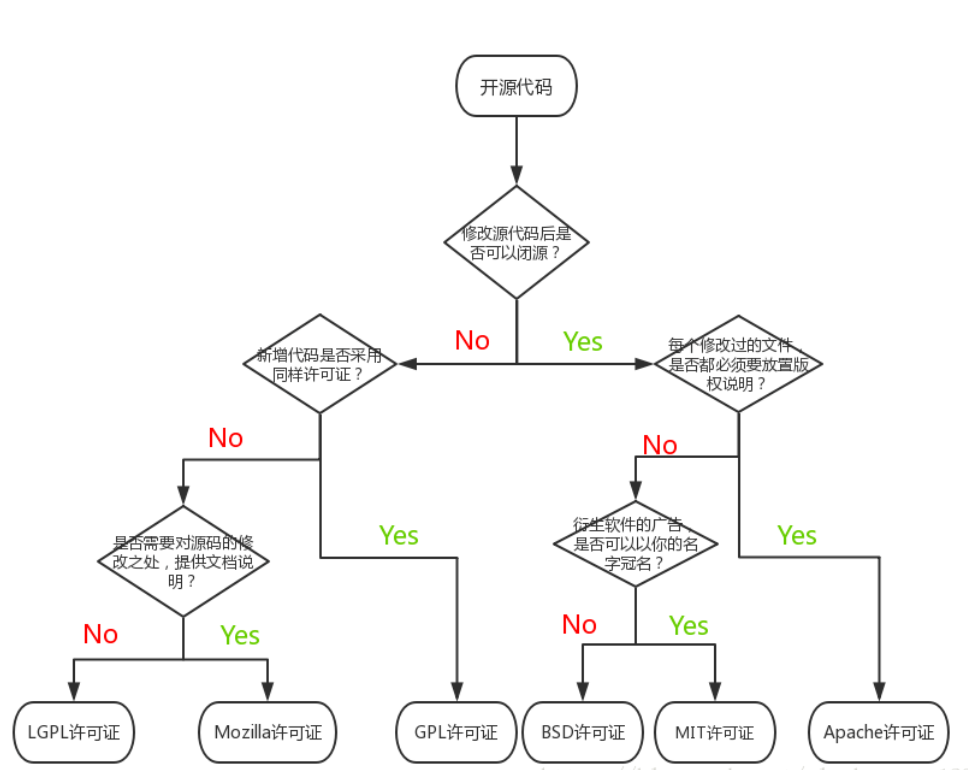 开源代码
修改源代码后是
否可以闭源？
No
Yes
新增代码是否采用
同样许可证？
每个修改过的文件，
是否都必须要放置版
权说明？
No
Yes
No
Yes
是否需要对源码的修
改之处，提供文档说
明？
衍生软件的广告，
是否可以以你的名
字冠名？
No
Yes
No
Yes
LGPL许可证
Mozilla许可证
GPL许可证
BSD许可证
MIT许可证
Apache许可证